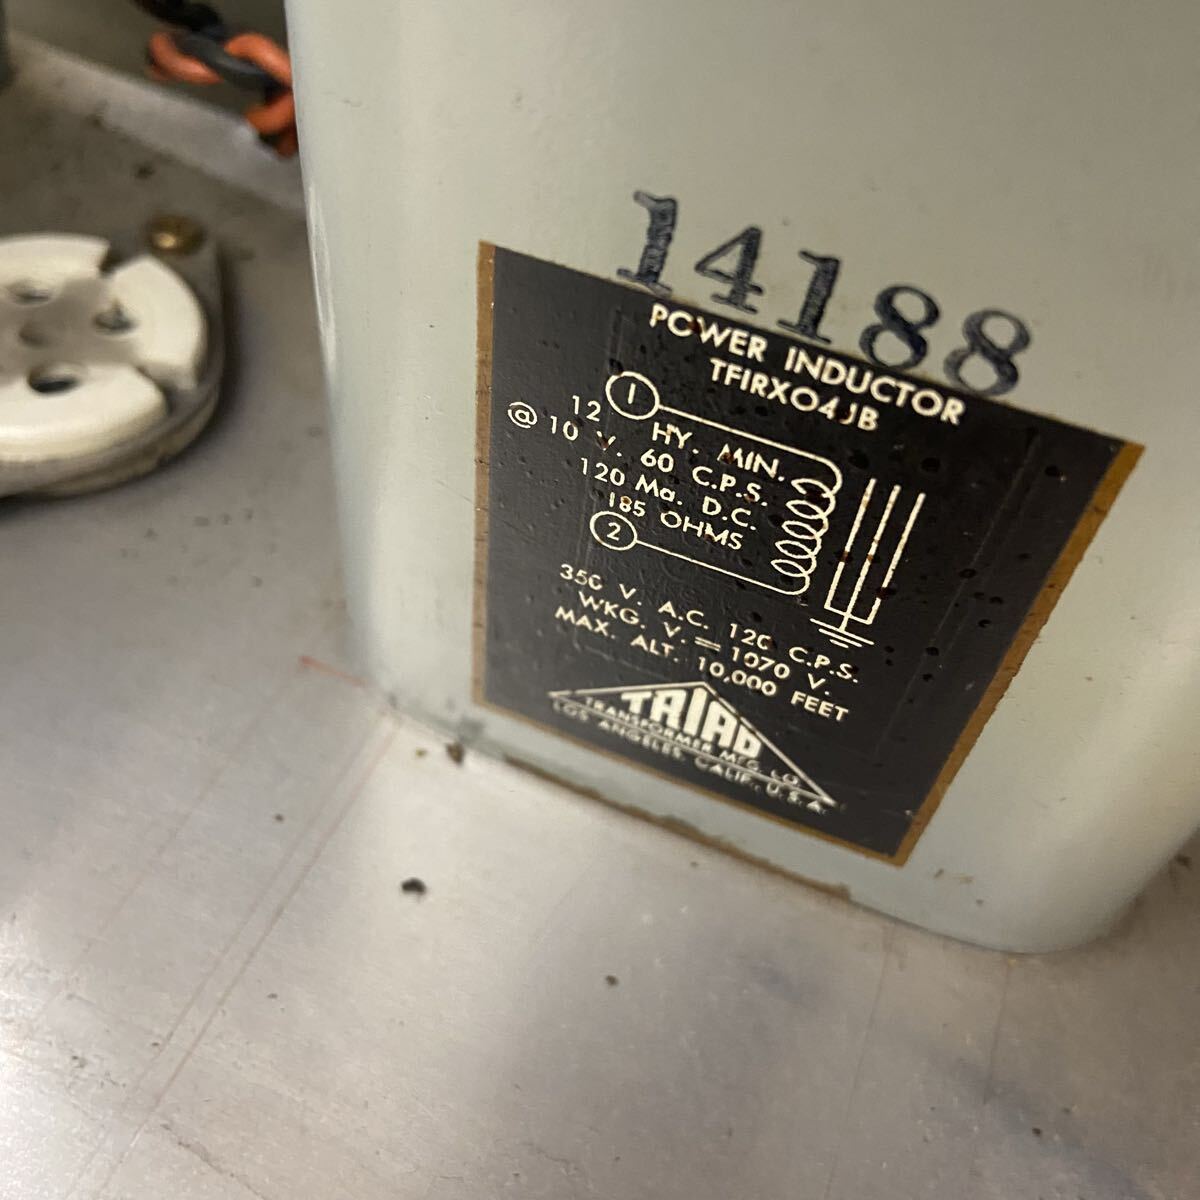 14188
POWER INDUCTOR
TF1RX04JB
1
12 HY. MIN.
@ 10 V. 60 C.P.S.
120 Ma. D.C.
185 OHMS
2
350 V. A.C. 120 C.P.S.
WKG. V. = 1070 V.
MAX. ALT. 10,000 FEET
TRIAD
TRANSFORMER MFG. CO.
LOS ANGELES CALIF., U.S.A.